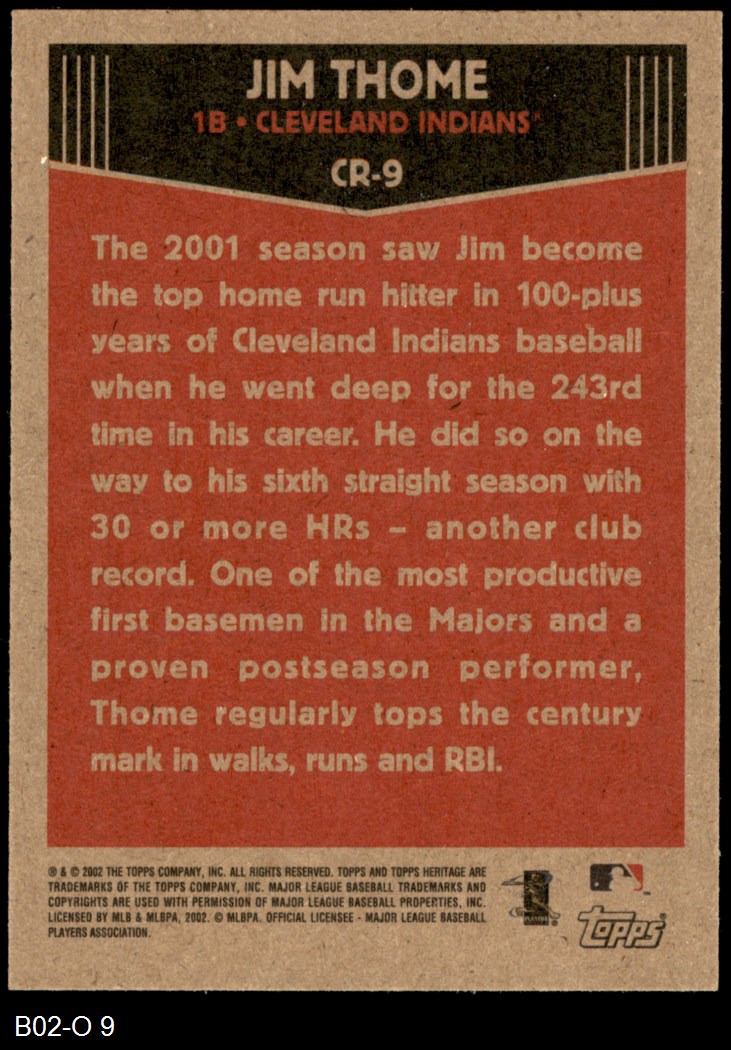 JIM THOME
1B • CLEVELAND INDIANS
CR-9
The 2001 season saw Jim become
the top home run hitter in 100-plus
years of Cleveland Indians baseball
when he went deep for the 243rd
time in his career. He did so on the
way to his sixth straight season with
30 or more HRs – another club
record. One of the most productive
first basemen in the Majors and a
proven postseason performer,
Thome regularly tops the century
mark in walks, runs and RBI.
® & © 2002 THE TOPPS COMPANY, INC. ALL RIGHTS RESERVED. TOPPS AND TOPPS HERITAGE ARE
TRADEMARKS OF THE TOPPS COMPANY, INC. MAJOR LEAGUE BASEBALL TRADEMARKS AND
COPYRIGHTS ARE USED WITH PERMISSION OF MAJOR LEAGUE BASEBALL PROPERTIES, INC.
LICENSED BY MLB & MLBPA, 2002. © MLBPA. OFFICIAL LICENSEE - MAJOR LEAGUE BASEBALL
PLAYERS ASSOCIATION.
PLAYERS
Topps®
B02-O 9